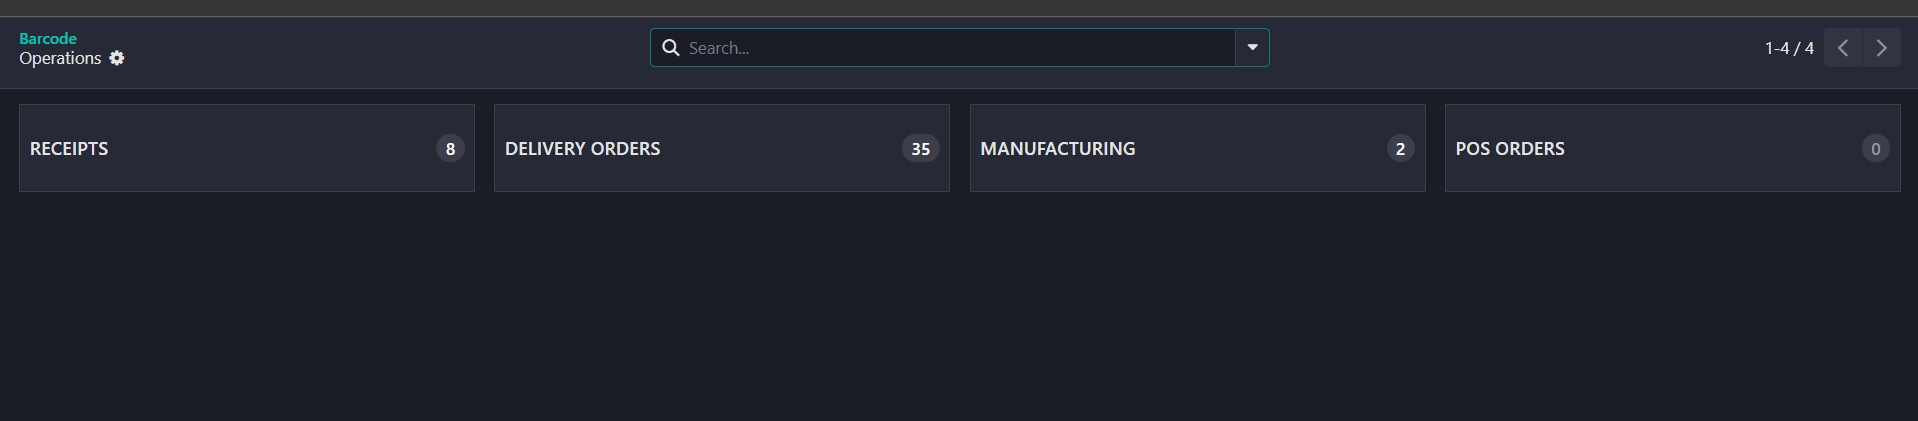 Barcode
Operations
Search...
1-4 / 4
RECEIPTS 8
DELIVERY ORDERS 35
MANUFACTURING 2
POS ORDERS 0